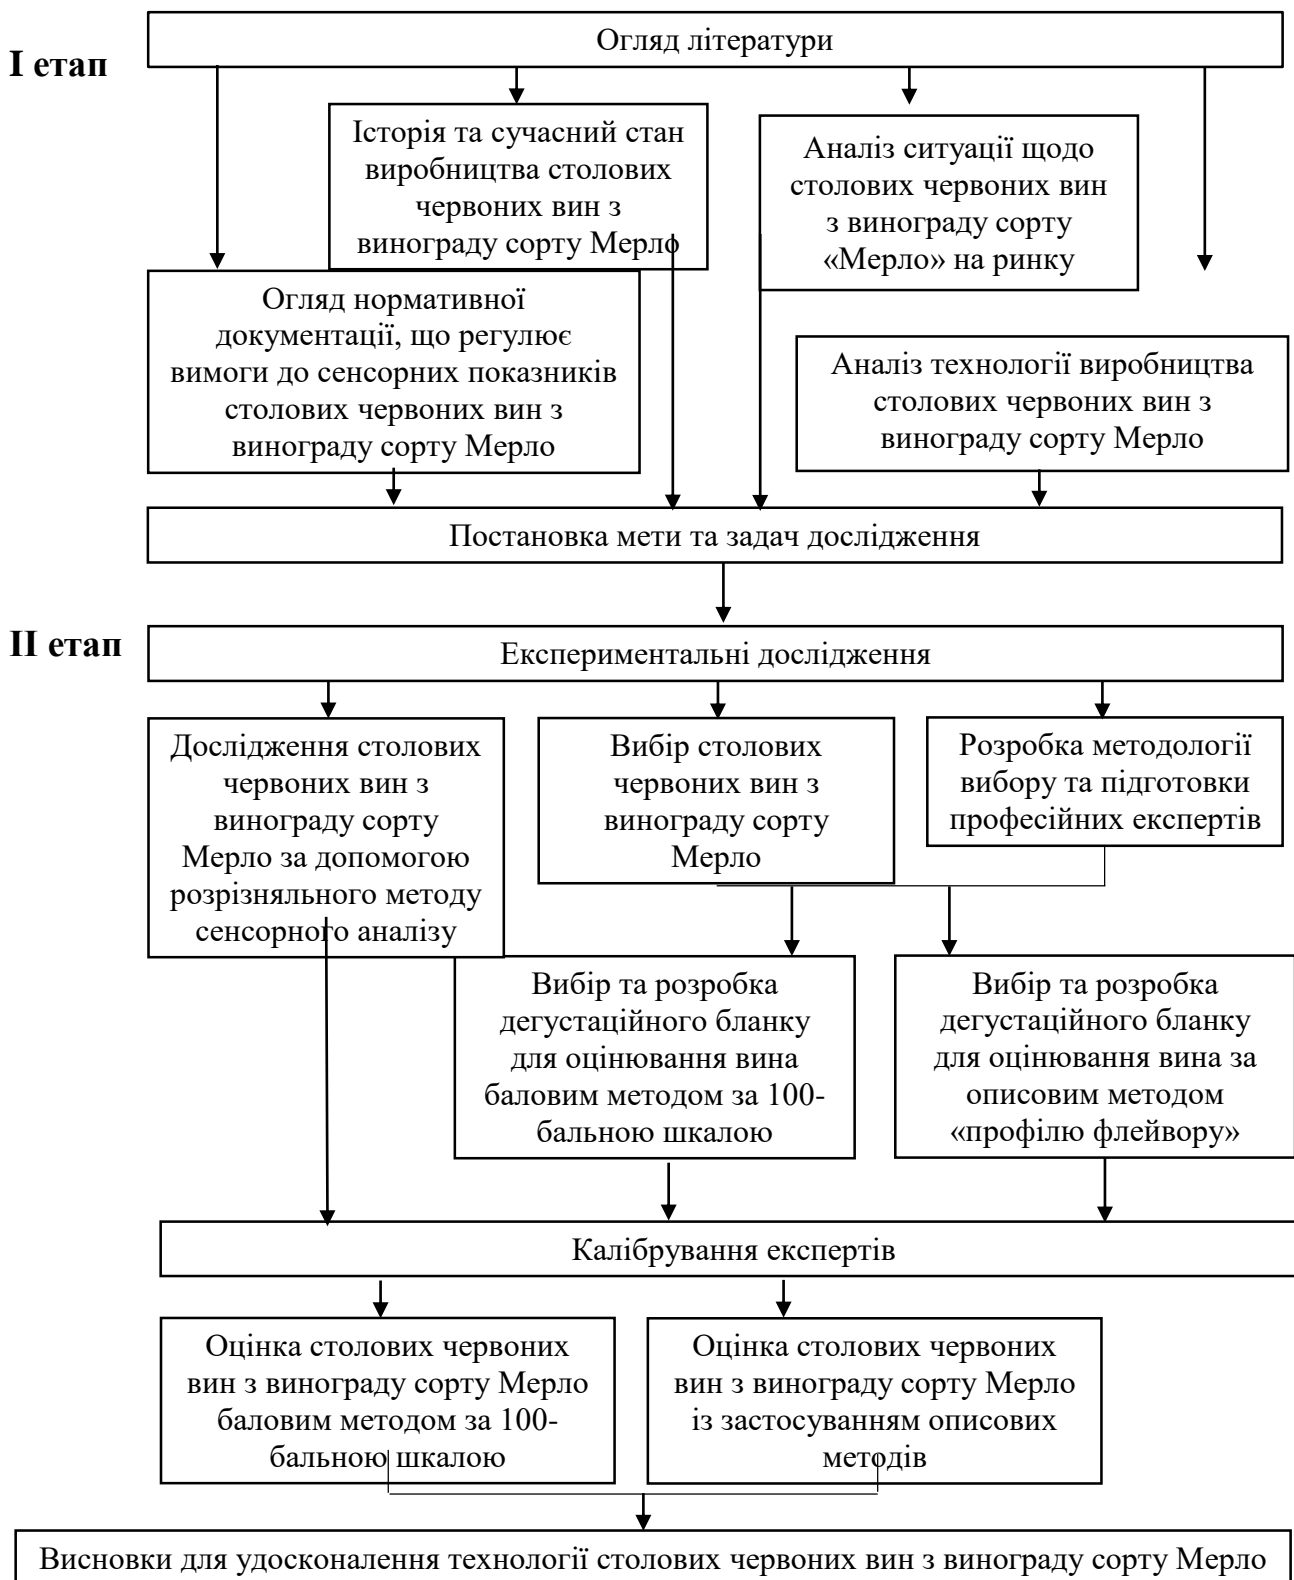 Огляд літератури
І етап
Історія та сучасний стан
виробництва столових
червоних вин з
винограду сорту Мерло
Аналіз ситуації щодо
столових червоних вин
з винограду сорту
«Мерло» на ринку
Огляд нормативної
документації, що регулює
вимоги до сенсорних показників
столових червоних вин з
винограду сорту Мерло
Аналіз технології виробництва
столових червоних вин з
винограду сорту Мерло
Постановка мети та задач дослідження
ІІ етап
Експериментальні дослідження
Дослідження столових
червоних вин з
винограду сорту
Мерло за допомогою
розрізняльного методу
сенсорного аналізу
Вибір столових
червоних вин з
винограду сорту
Мерло
Розробка методології
вибору та підготовки
професійних експертів
Вибір та розробка
дегустаційного бланку
для оцінювання вина
баловим методом за 100-
бальною шкалою
Вибір та розробка
дегустаційного бланку
для оцінювання вина за
описовим методом
«профілю флейвору»
Калібрування експертів
Оцінка столових червоних
вин з винограду сорту Мерло
баловим методом за 100-
бальною шкалою
Оцінка столових червоних
вин з винограду сорту Мерло
із застосуванням описових
методів
Висновки для удосконалення технології столових червоних вин з винограду сорту Мерло